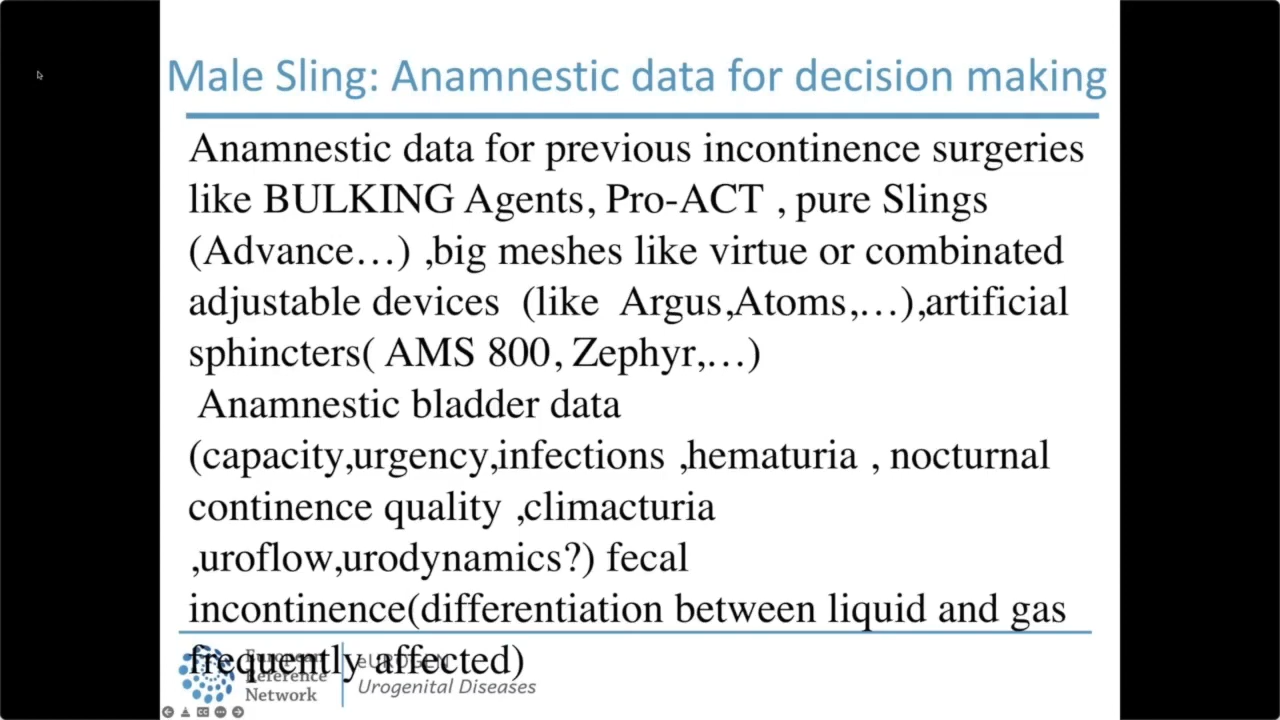 Male Sling: Anamnestic data for decision making
Anamnestic data for previous incontinence surgeries
like BULKING Agents, Pro-ACT , pure Slings
(Advance…) ,big meshes like virtue or combinated
adjustable devices (like Argus,Atoms,…),artificial
sphincters( AMS 800, Zephyr,…)
Anamnestic bladder data
(capacity,urgency,infections ,hematuria , nocturnal
continence quality ,climacturia
,uroflow,urodynamics?) fecal
incontinence(differentiation between liquid and gas
frequently affected)
European
Reference
Network
eUROGEN
Urogenital Diseases